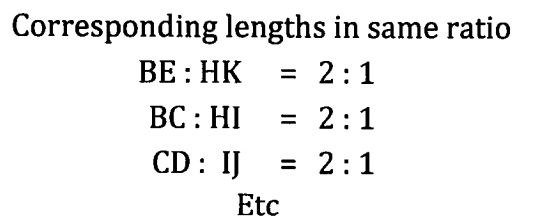 Corresponding lengths in same ratio
BE : HK = 2 : 1
BC : HI = 2 : 1
CD : IJ = 2 : 1
Etc